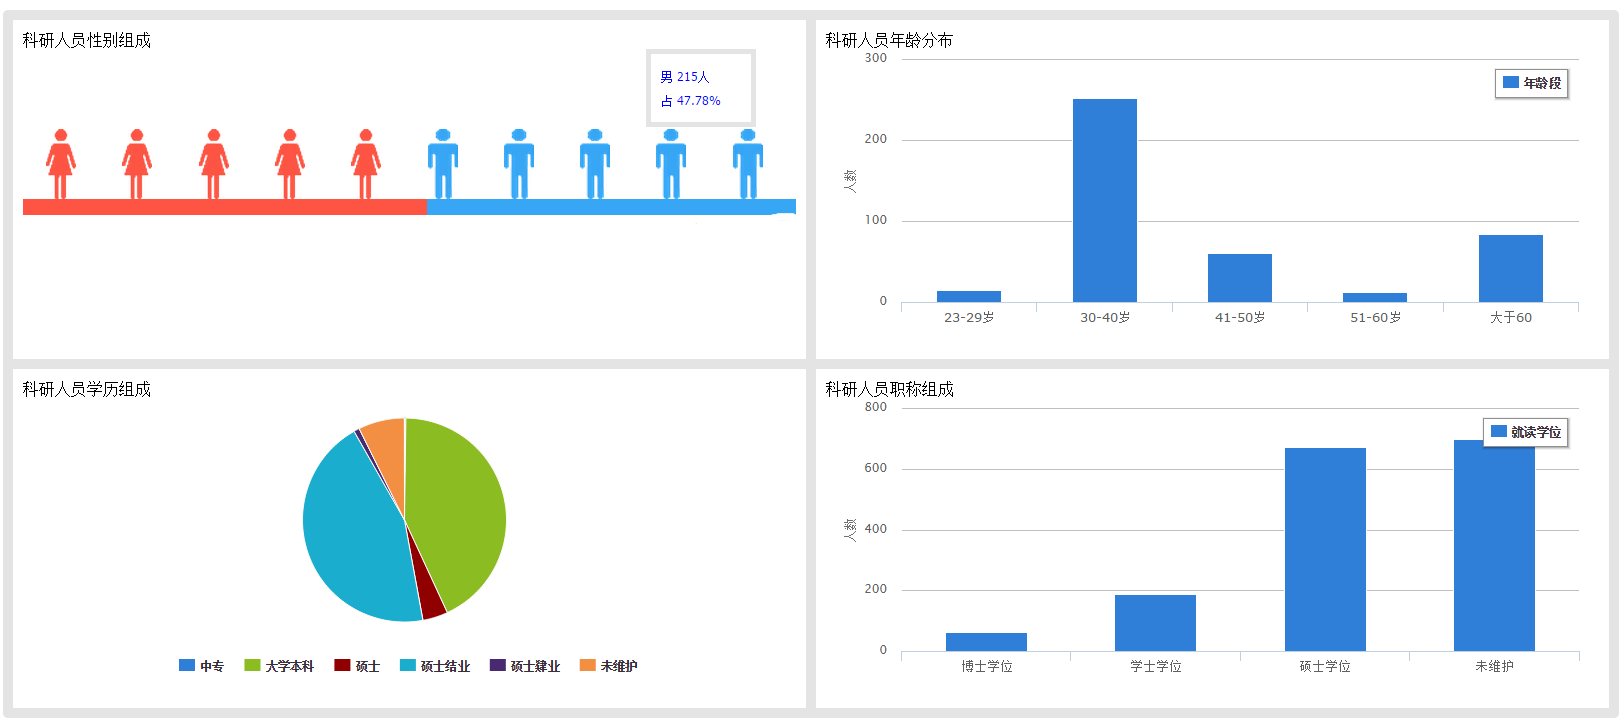 科研人员性别组成
男 215人
占 47.78%
科研人员年龄分布
300
200
100
0
人数
年龄段
23-29岁
30-40岁
41-50岁
51-60岁
大于60
科研人员学历组成
中专
大学本科
硕士
硕士结业
硕士肄业
未维护
科研人员职称组成
800
600
400
200
0
人数
就读学位
博士学位
学士学位
硕士学位
未维护